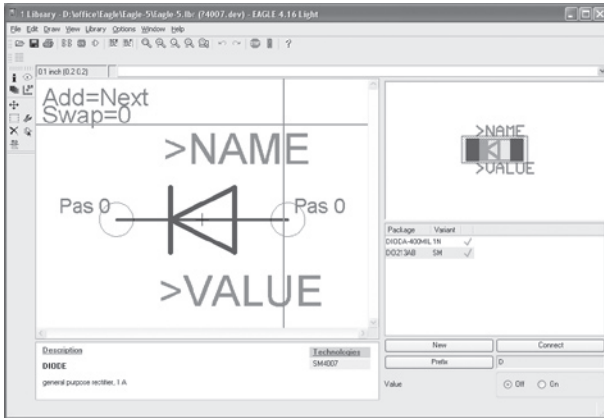 1 Library - D:\office\Eagle\Eagle-5\Eagle-5.lbr (?4007.dev) - EAGLE 4.16 Light
File Edit Draw View Library Options Window Help
0.1 inch (0.2 0.2)
Add=Next
Swap=0
>NAME
Pas 0
Pas 0
>VALUE
>NAME
>VALUE
Package Variant
DIODA-400MIL 1N
DO213AB SM
New Connect
Prefix D
Value Off On
Description
DIODE
general purpose rectifier, 1 A
Technologies
SM4007